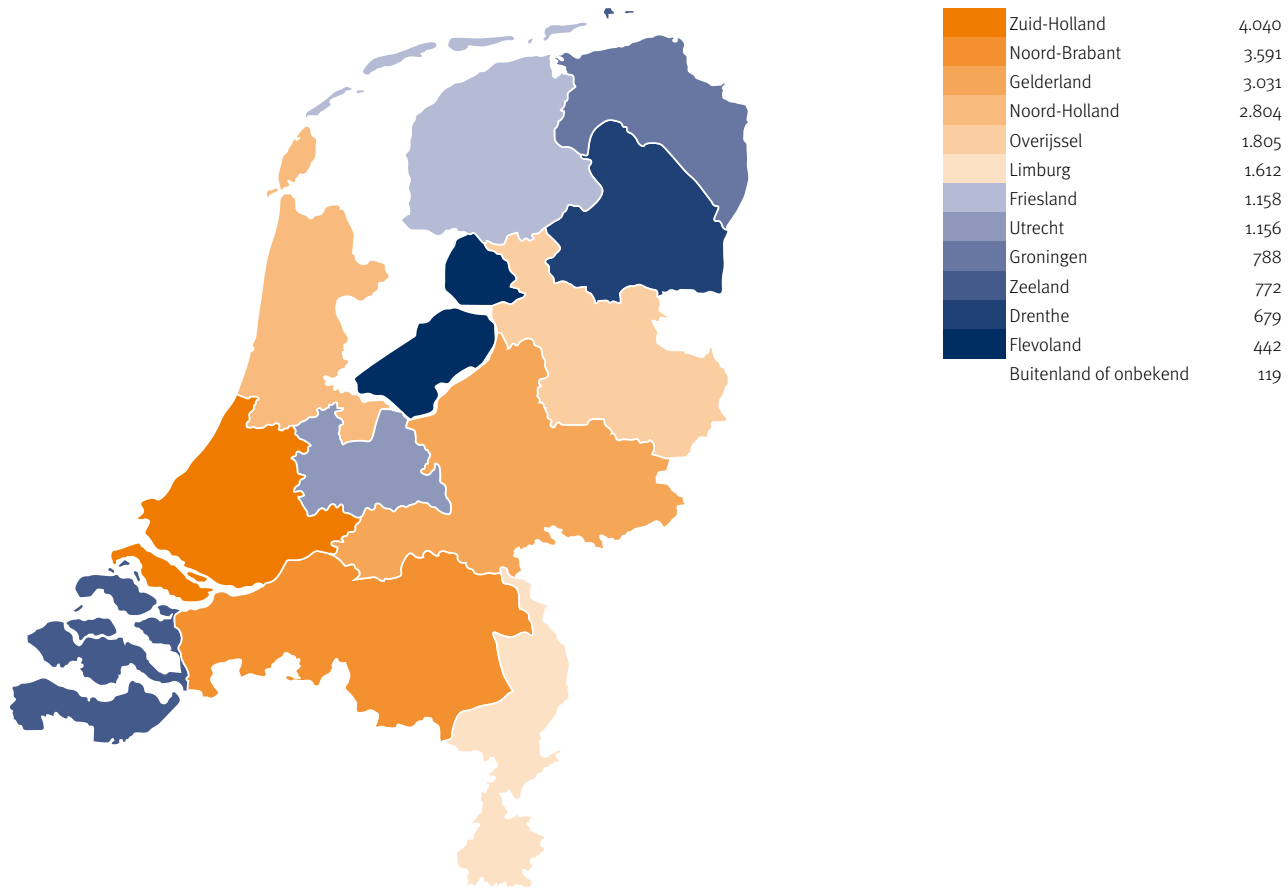 Zuid-Holland 4.040
Noord-Brabant 3.591
Gelderland 3.031
Noord-Holland 2.804
Overijssel 1.805
Limburg 1.612
Friesland 1.158
Utrecht 1.156
Groningen 788
Zeeland 772
Drenthe 679
Flevoland 442
Buitenland of onbekend 119